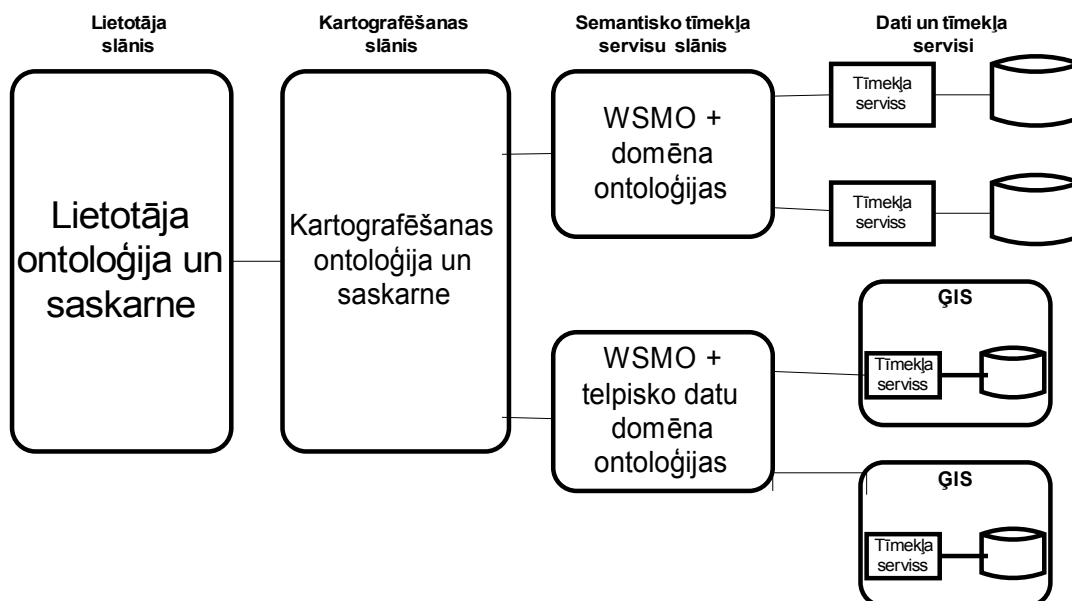 Lietotāja
slānis
Kartografēšanas
slānis
Semantisko tīmekļa
servisu slānis
Dati un tīmekļa
servisi
Lietotāja
ontoloģija un
saskarne
Kartografēšanas
ontoloģija un
saskarne
WSMO +
domēna
ontoloģijas
WSMO +
telpisko datu
domēna
ontoloģijas
Tīmekļa
serviss
Tīmekļa
serviss
ĢIS
Tīmekļa
serviss
ĢIS
Tīmekļa
serviss